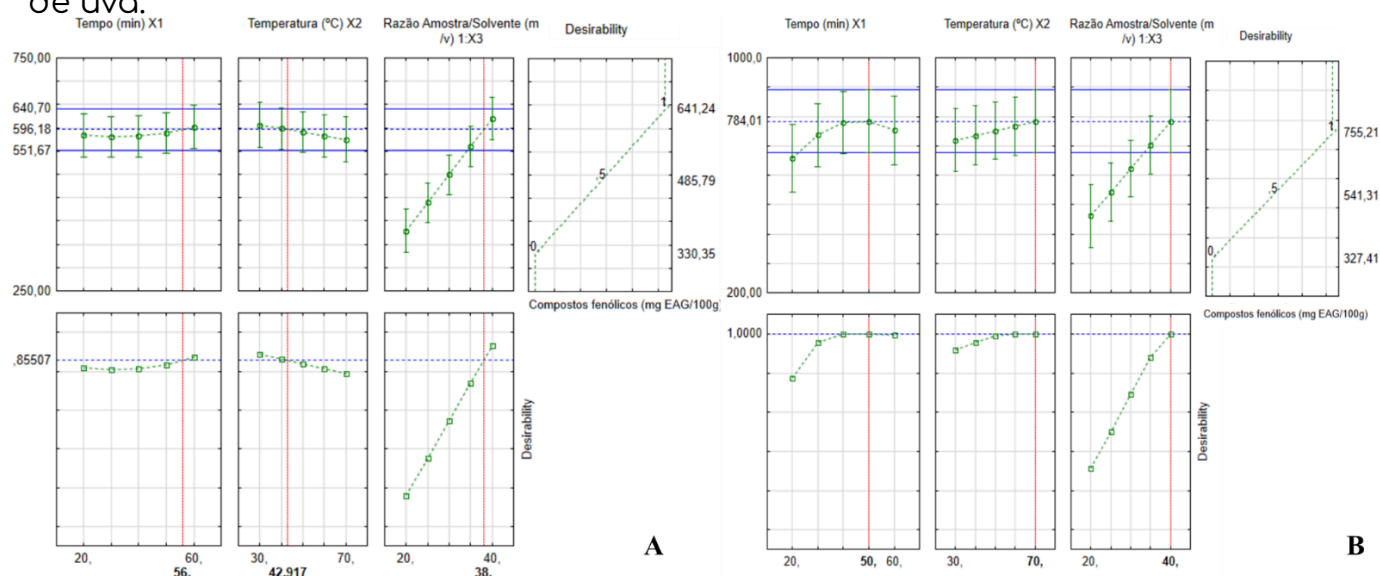 de uva.
Tempo (min) X1
Temperatura (ºC) X2
Razão Amostra/Solvente (m
/v) 1:X3
Desirability
750,00
640,70
596,18
551,67
250,00
1,
,5
0,
641,24
485,79
330,35
Compostos fenólicos (mg EAG/100g)
,85507
Desirability
20,
60,
56,
30,
70,
42,917
20,
40,
38,
A
Tempo (min) X1
Temperatura (ºC) X2
Razão Amostra/Solvente (m
/v) 1:X3
Desirability
1000,0
784,01
200,00
1,
,5
0,
755,21
541,31
327,41
Compostos fenólicos (mg EAG/100g)
1,0000
Desirability
20,
50,
60,
30,
70,
20,
40,
B